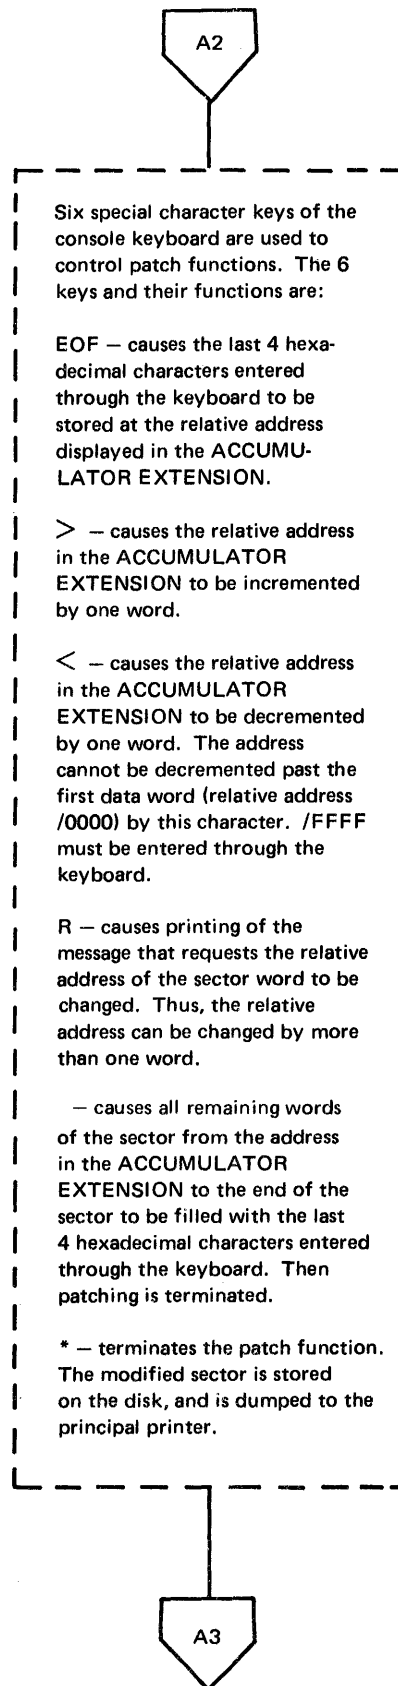 A2
Six special character keys of the
console keyboard are used to
control patch functions. The 6
keys and their functions are:
EOF — causes the last 4 hexa-
decimal characters entered
through the keyboard to be
stored at the relative address
displayed in the ACCUMU-
LATOR EXTENSION.
> — causes the relative address
in the ACCUMULATOR
EXTENSION to be incremented
by one word.
< — causes the relative address
in the ACCUMULATOR
EXTENSION to be decremented
by one word. The address
cannot be decremented past the
first data word (relative address
/0000) by this character. /FFFF
must be entered through the
keyboard.
R — causes printing of the
message that requests the relative
address of the sector word to be
changed. Thus, the relative
address can be changed by more
than one word.
— causes all remaining words
of the sector from the address
in the ACCUMULATOR
EXTENSION to the end of the
sector to be filled with the last
4 hexadecimal characters entered
through the keyboard. Then
patching is terminated.
* — terminates the patch function.
The modified sector is stored
on the disk, and is dumped to the
principal printer.
A3